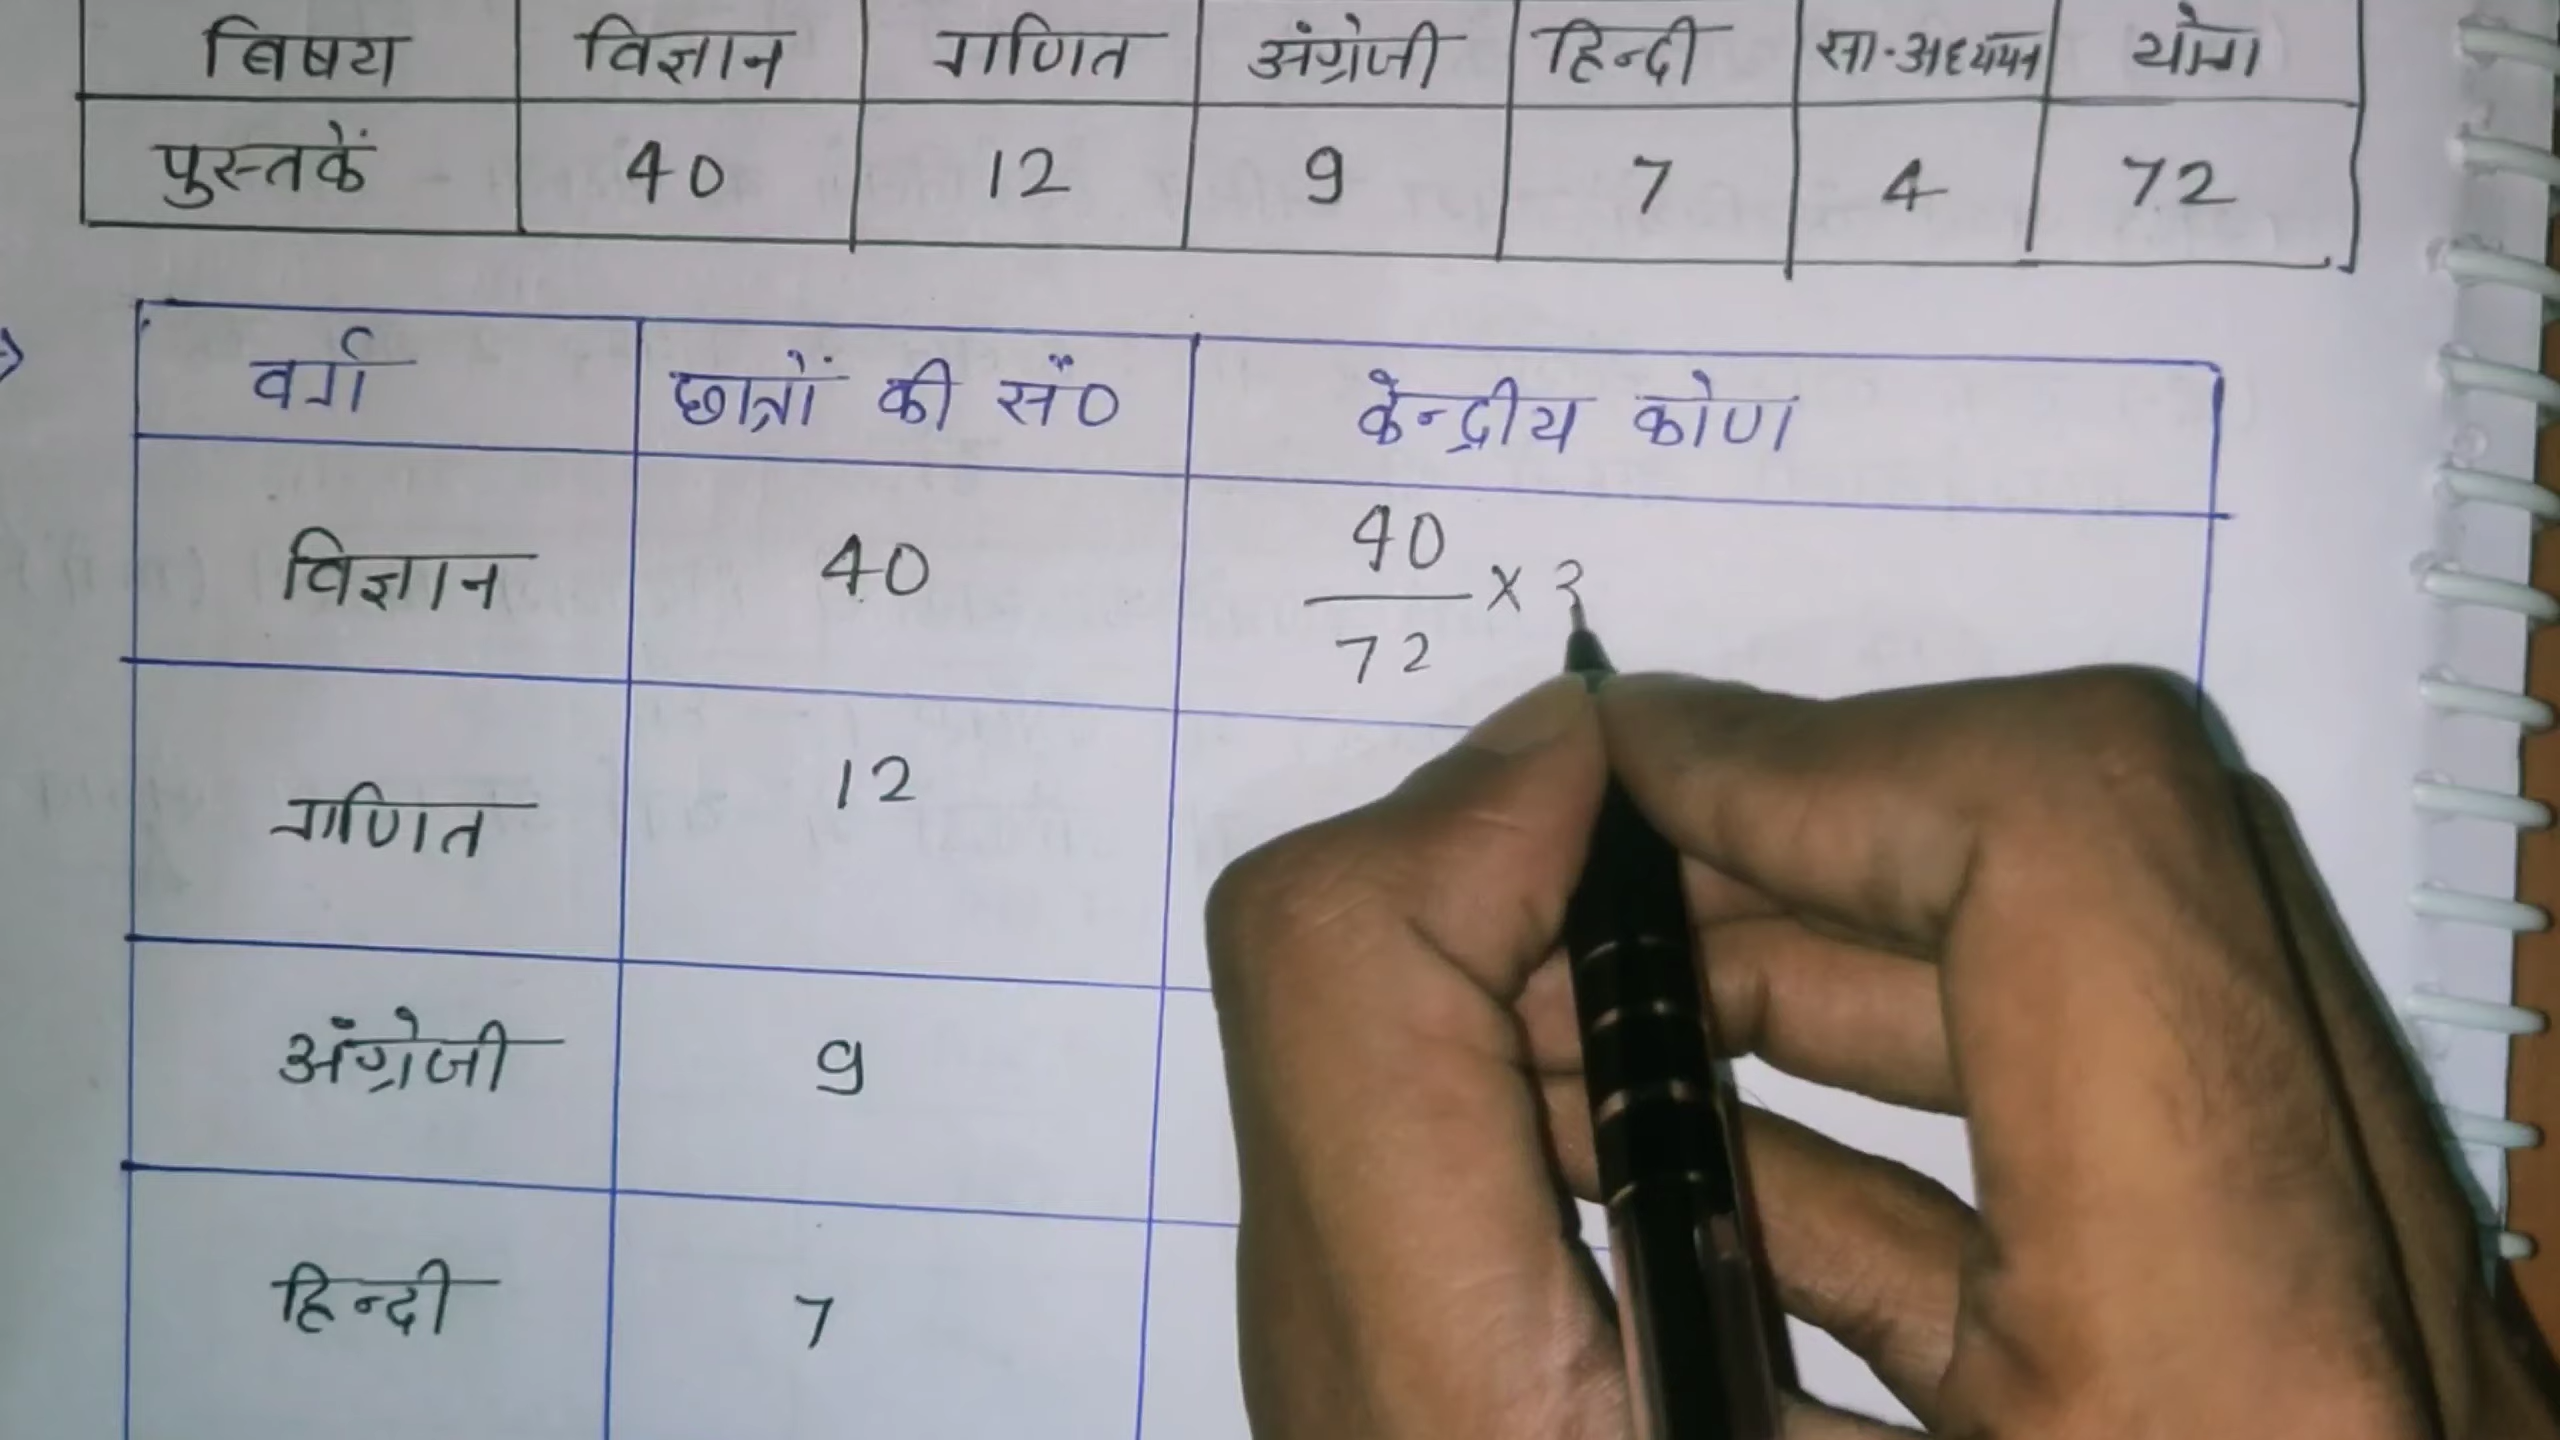 बिषय विज्ञान गणित अंग्रेजी हिन्दी सा॰अध्ययन योग
पुस्तकें 40 12 9 7 4 72
वर्ग छात्रों की सं० केन्द्रीय कोण
विज्ञान 40 40/72 × 3
गणित 12
अंग्रेजी 9
हिन्दी 7